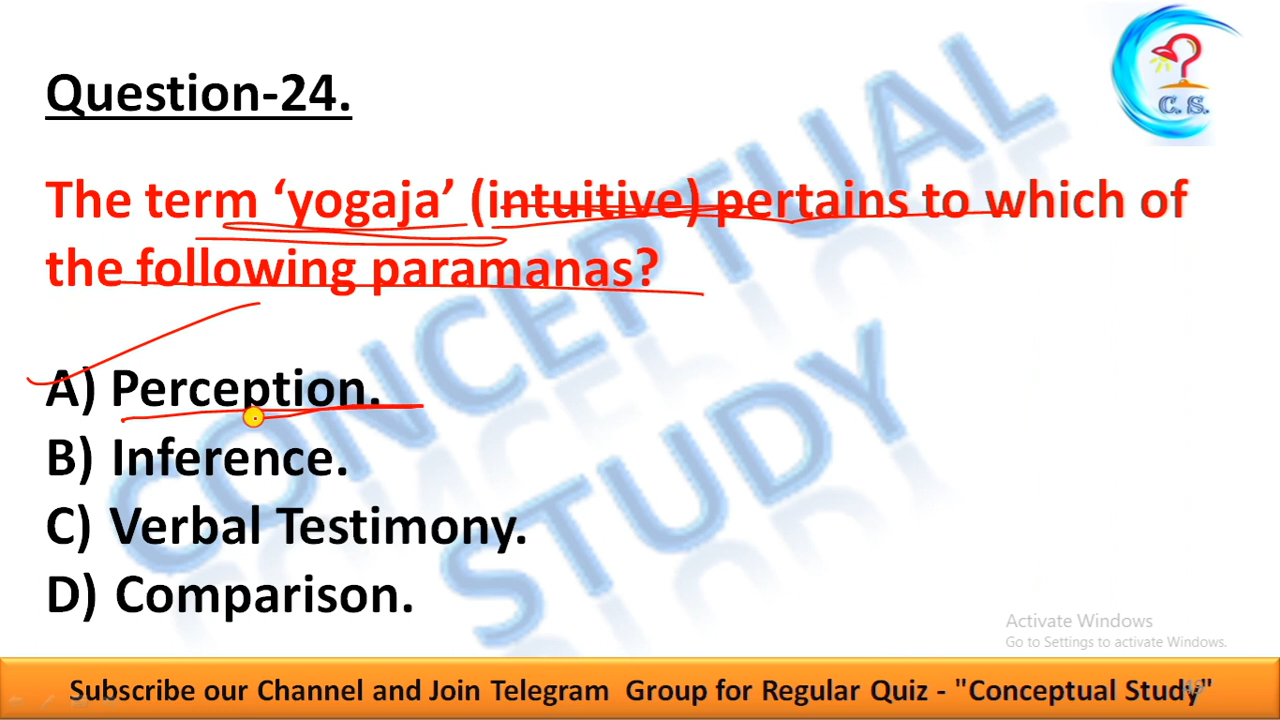 C. S.
Question-24.
The term ‘yogaja’ (intuitive) pertains to which of
the following paramanas?
A) Perception.
B) Inference.
C) Verbal Testimony.
D) Comparison.
CONCEPTUAL
STUDY
Activate Windows
Go to Settings to activate Windows.
Subscribe our Channel and Join Telegram Group for Regular Quiz - "Conceptual Study"